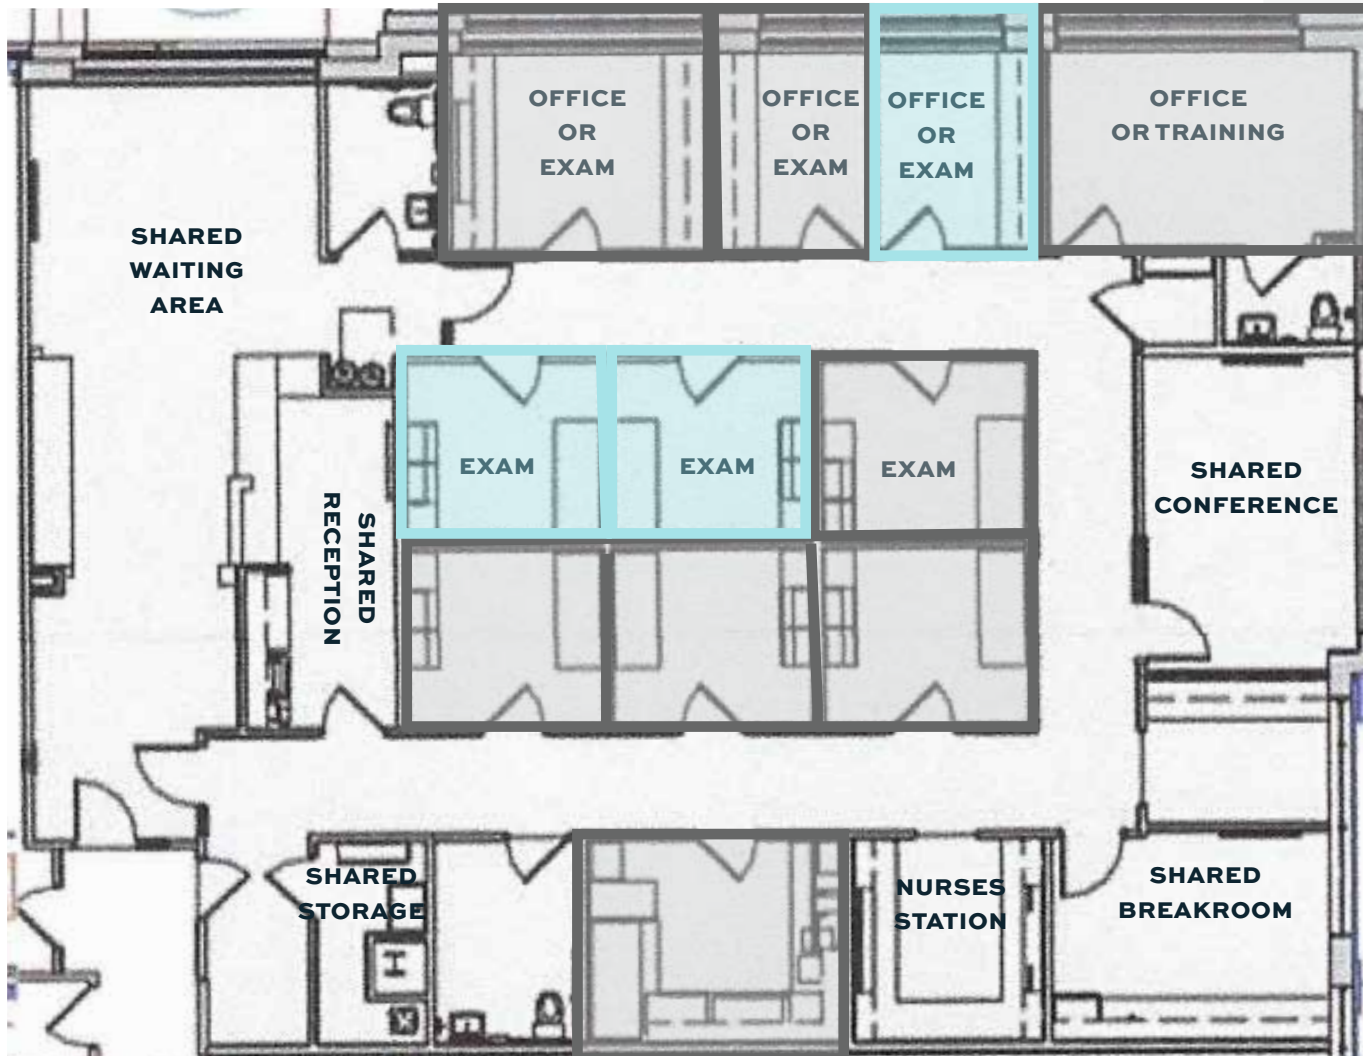 OFFICE
OR
EXAM
OFFICE
OR
EXAM
OFFICE
OR
EXAM
OFFICE
OR TRAINING
SHARED
WAITING
AREA
EXAM
EXAM
EXAM
SHARED
CONFERENCE
SHARED
RECEPTION
SHARED
STORAGE
NURSES
STATION
SHARED
BREAKROOM